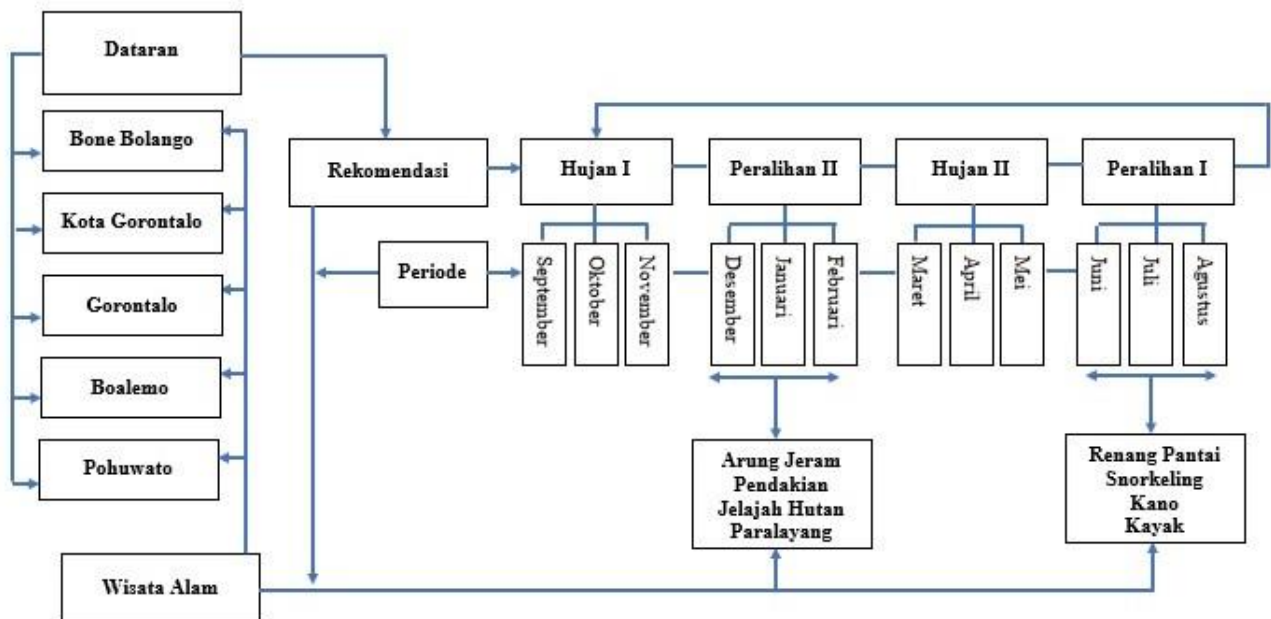 Dataran
Bone Bolango
Kota Gorontalo
Gorontalo
Boalemo
Pohuwato
Wisata Alam
Rekomendasi
Hujan I
Peralihan II
Hujan II
Peralihan I
Periode
September
Oktober
November
Desember
Januari
Februari
Maret
April
Mei
Juni
Juli
Agustus
Arung Jeram
Pendakian
Jelajah Hutan
Paralayang
Renang Pantai
Snorkeling
Kano
Kayak